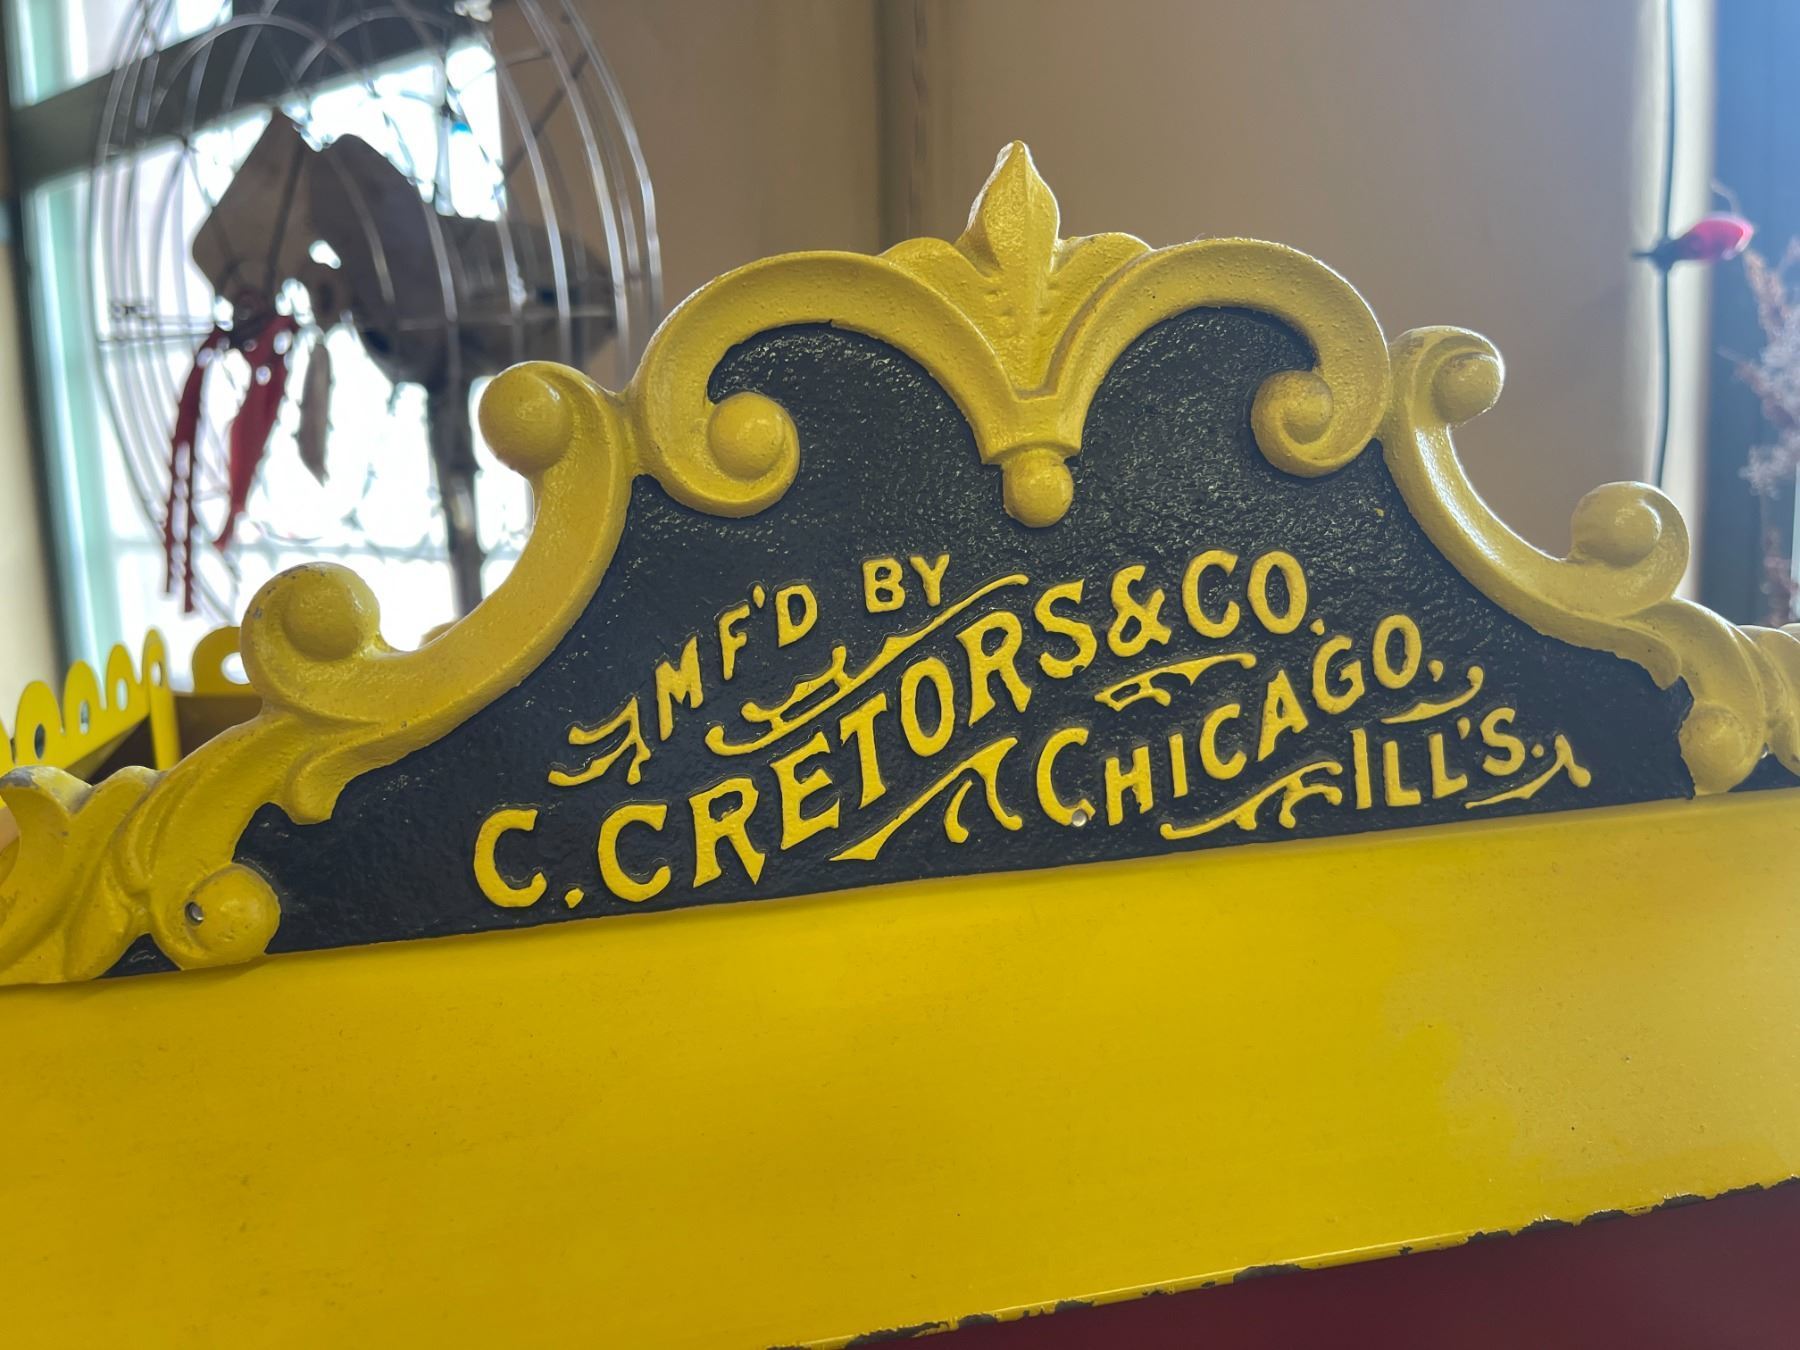 MF'D BY
C. CRETORS & CO.
CHICAGO, ILL'S.